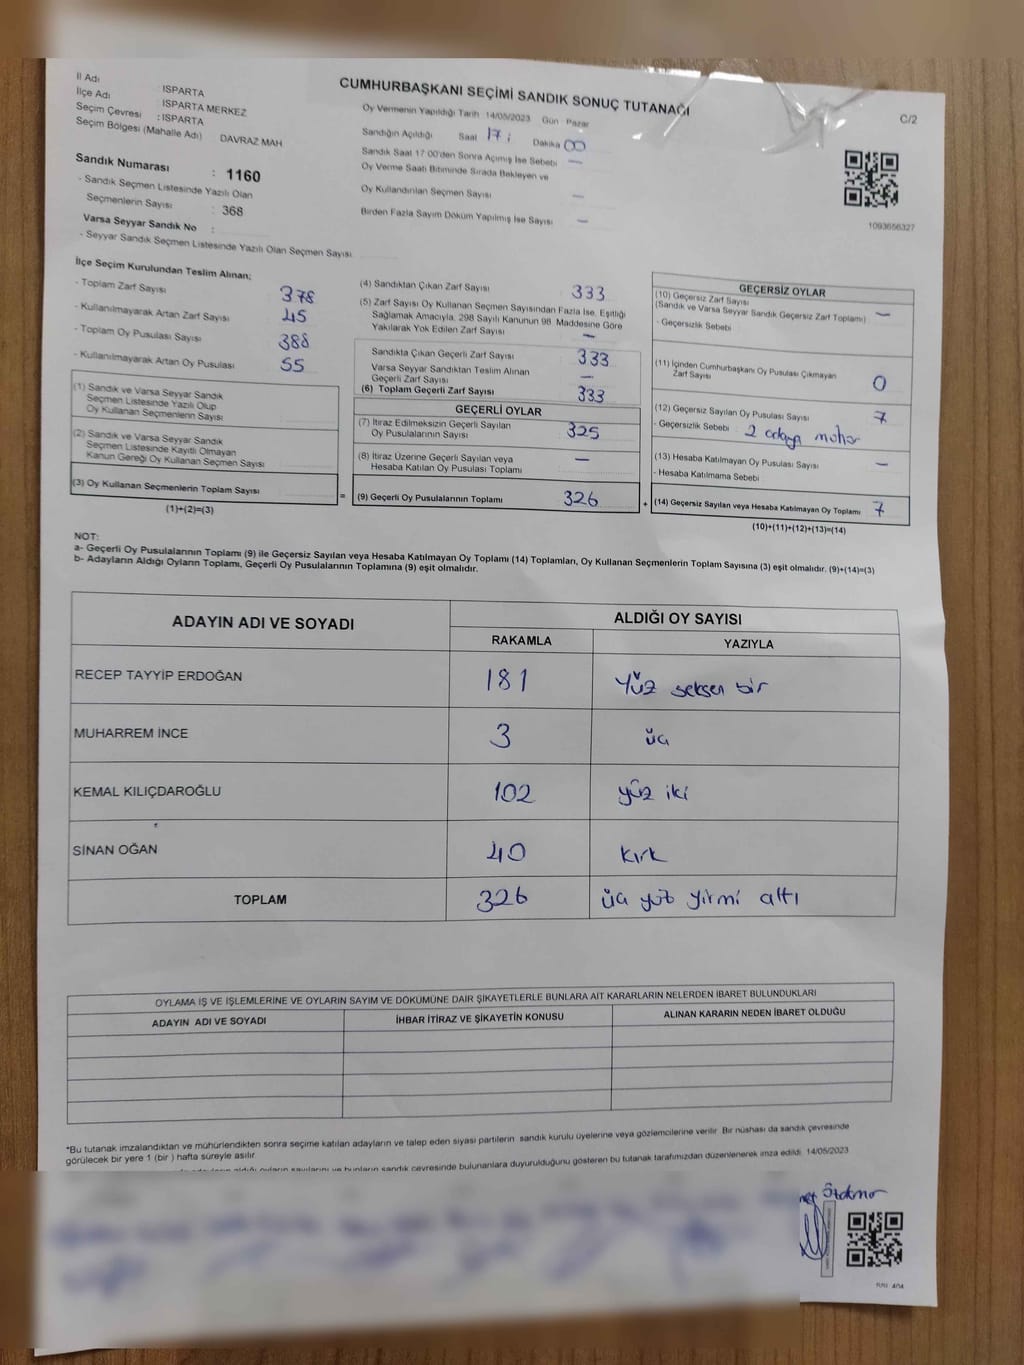 CUMHURBAŞKANI SEÇİMİ SANDIK SONUÇ TUTANAĞI
C/2
İl Adı : ISPARTA
İlçe Adı : ISPARTA MERKEZ
Seçim Çevresi : ISPARTA
Seçim Bölgesi (Mahalle Adı) DAVRAZ MAH
Sandık Numarası : 1160
- Sandık Seçmen Listesinde Yazılı Olan
Seçmenlerin Sayısı : 368
Varsa Seyyar Sandık No :
- Seyyar Sandık Seçmen Listesinde Yazılı Olan Seçmen Sayısı
Oy Vermenin Yapıldığı Tarih 14/05/2023 Gün : Pazar
Sandığın Açıldığı Saat 17 : Dakika 00
Sandık Saat 17:00'den Sonra Açımış İse Sebebi —
Oy Verme Saati Bitiminde Sırada Bekleyen ve
Oy Kullandırılan Seçmen Sayısı —
Birden Fazla Sayım Döküm Yapılmış İse Sayısı —
1093656327
İlçe Seçim Kurulundan Teslim Alınan;
- Toplam Zarf Sayısı 378
- Kullanılmayarak Artan Zarf Sayısı 45
- Toplam Oy Pusulası Sayısı 388
- Kullanılmayarak Artan Oy Pusulası 55
(1) Sandık ve Varsa Seyyar Sandık
Seçmen Listesinde Yazılı Olup
Oy Kullanan Seçmenlerin Sayısı
(2) Sandık ve Varsa Seyyar Sandık
Seçmen Listesinde Kayıtlı Olmayan
Kanun Gereği Oy Kullanan Seçmen Sayısı
(3) Oy Kullanan Seçmenlerin Toplam Sayısı
(1)+(2)=(3)
=
(4) Sandıktan Çıkan Zarf Sayısı 333
(5) Zarf Sayısı Oy Kullanan Seçmen Sayısından Fazla İse, Eşitliği
Sağlamak Amacıyla, 298 Sayılı Kanunun 98. Maddesine Göre
Yakılarak Yok Edilen Zarf Sayısı —
Sandıkta Çıkan Geçerli Zarf Sayısı 333
Varsa Seyyar Sandıktan Teslim Alınan
Geçerli Zarf Sayısı —
(6) Toplam Geçerli Zarf Sayısı 333
GEÇERLİ OYLAR
(7) İtiraz Edilmeksizin Geçerli Sayılan
Oy Pusulalarının Sayısı 325
(8) İtiraz Üzerine Geçerli Sayılan veya
Hesaba Katılan Oy Pusulası Toplamı —
(9) Geçerli Oy Pusulalarının Toplamı 326
+
GEÇERSİZ OYLAR
(10) Geçersiz Zarf Sayısı
(Sandık ve Varsa Seyyar Sandık Geçersiz Zarf Toplamı) —
- Geçersizlik Sebebi
(11) İçinden Cumhurbaşkanı Oy Pusulası Çıkmayan
Zarf Sayısı 0
(12) Geçersiz Sayılan Oy Pusulası Sayısı 7
- Geçersizlik Sebebi 2 adaya mühür
(13) Hesaba Katılmayan Oy Pusulası Sayısı —
- Hesaba Katılmama Sebebi
(14) Geçersiz Sayılan veya Hesaba Katılmayan Oy Toplamı 7
(10)+(11)+(12)+(13)=(14)
NOT:
a- Geçerli Oy Pusulalarının Toplamı (9) ile Geçersiz Sayılan veya Hesaba Katılmayan Oy Toplamı (14) Toplamları, Oy Kullanan Seçmenlerin Toplam Sayısına (3) eşit olmalıdır. (9)+(14)=(3)
b- Adayların Aldığı Oyların Toplamı, Geçerli Oy Pusulalarının Toplamına (9) eşit olmalıdır.
ADAYIN ADI VE SOYADI ALDIĞI OY SAYISI
RAKAMLA YAZIYLA
RECEP TAYYİP ERDOĞAN 181 Yüz seksen bir
MUHARREM İNCE 3 üç
KEMAL KILIÇDAROĞLU 102 yüz iki
SİNAN OĞAN 40 kırk
TOPLAM 326 üç yüz yirmi altı
OYLAMA İŞ VE İŞLEMLERİNE VE OYLARIN SAYIM VE DÖKÜMÜNE DAİR ŞİKAYETLERLE BUNLARA AİT KARARLARIN NELERDEN İBARET BULUNDUKLARI
ADAYIN ADI VE SOYADI İHBAR İTİRAZ VE ŞİKAYETİN KONUSU ALINAN KARARIN NEDEN İBARET OLDUĞU
*Bu tutanak imzalandıktan ve mühürlendikten sonra seçime katılan adayların ve talep eden siyasi partilerin sandık kurulu üyelerine veya gözlemcilerine verilir. Bir nüshası da sandık çevresinde
görülecek bir yere 1 (bir ) hafta süreyle asılır.
aldığı oyların sayılarını ve bunların sandık çevresinde bulunanlara duyurulduğunu gösteren bu tutanak tarafımızdan düzenlenerek imza edildi. 14/05/2023